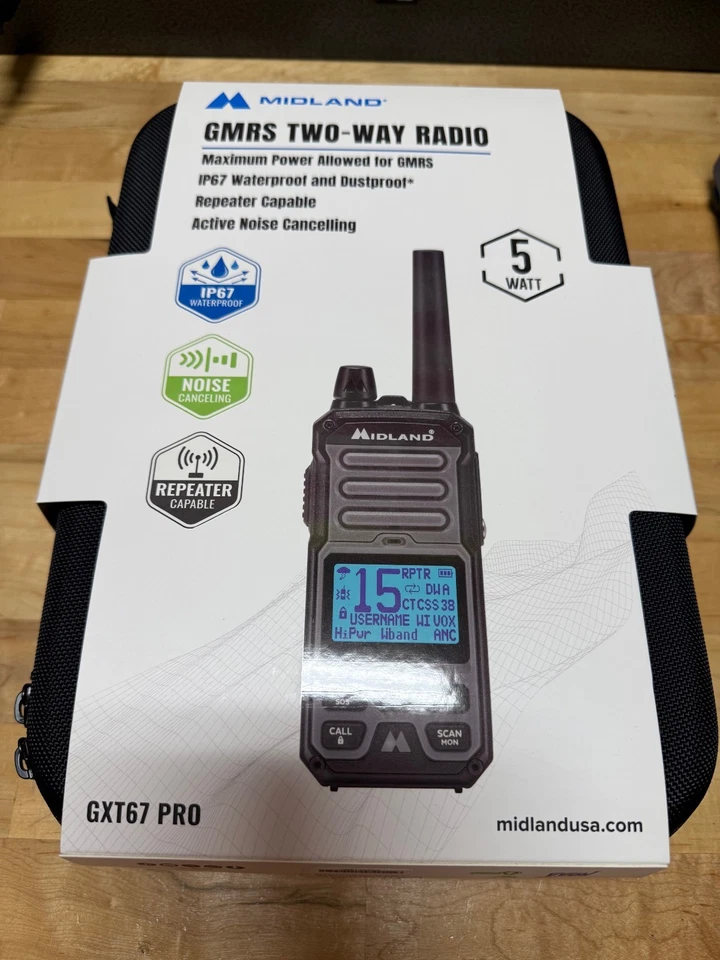 MIDLAND
GMRS TWO-WAY RADIO
Maximum Power Allowed for GMRS
IP67 Waterproof and Dustproof*
Repeater Capable
Active Noise Cancelling
5
WATT
IP67
WATERPROOF
NOISE
CANCELING
REPEATER
CAPABLE
MIDLAND®
15 RPTR
DWA
CTCSS 38
USERNAME WI VOX
HiPwr Wband ANC
SOS
CALL
SCAN
MON
GXT67 PRO
midlandusa.com